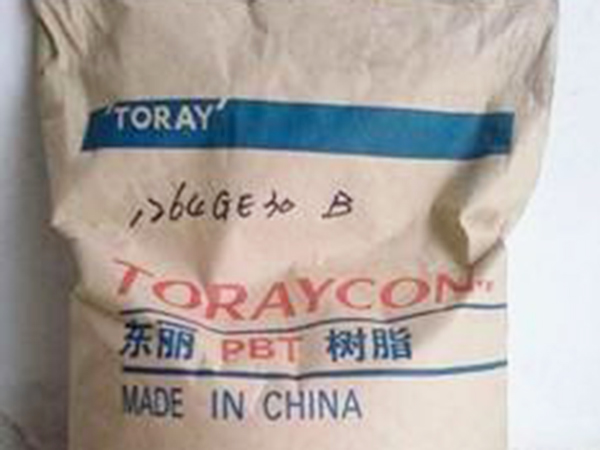 'TORAY'
1264GE30 B
TORAYCON
东丽 PBT 树脂
MADE IN CHINA